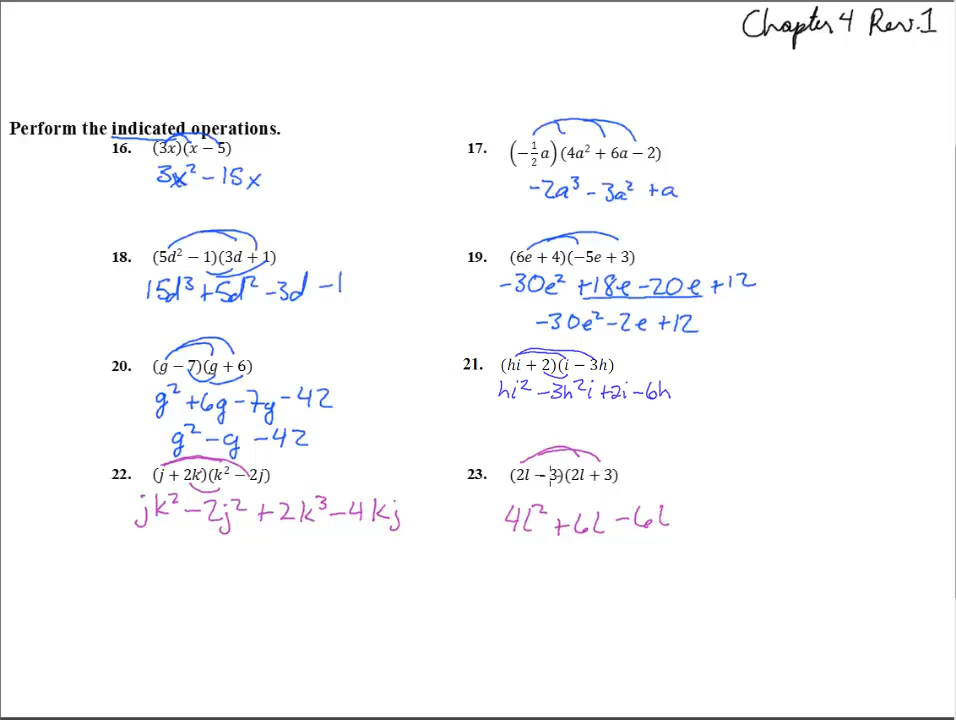 Chapter 4 Rev. 1
Perform the indicated operations.
16. (3x)(x − 5)
3x² − 15x
17. (−½a)(4a² + 6a − 2)
-2a³ - 3a² + a
18. (5d² − 1)(3d + 1)
15d³ + 5d² - 3d - 1
19. (6e + 4)(−5e + 3)
-30e² + 18e - 20e + 12
-30e² - 2e + 12
20. (g − 7)(g + 6)
g² + 6g - 7g - 42
g² - g - 42
21. (hi + 2)(i − 3h)
hi² - 3h²i + 2i - 6h
22. (j + 2k)(k² − 2j)
jk² - 2j² + 2k³ - 4kj
23. (2l − 3)(2l + 3)
4l² + 6l - 6l